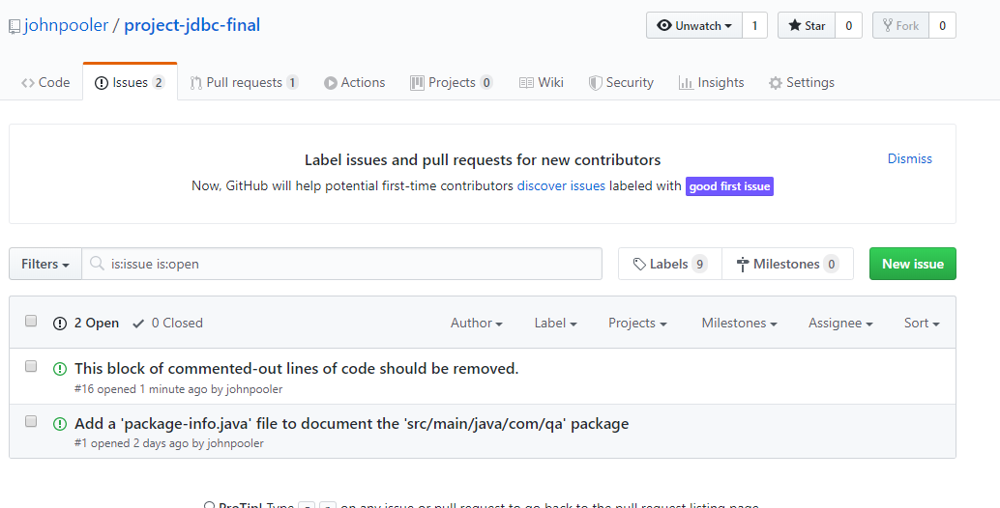 johnpooler / project-jdbc-final
Unwatch 1 Star 0 Fork 0
Code Issues 2 Pull requests 1 Actions Projects 0 Wiki Security Insights Settings
Label issues and pull requests for new contributors
Dismiss
Now, GitHub will help potential first-time contributors discover issues labeled with good first issue
Filters is:issue is:open Labels 9 Milestones 0 New issue
2 Open 0 Closed Author Label Projects Milestones Assignee Sort
This block of commented-out lines of code should be removed.
#16 opened 1 minute ago by johnpooler
Add a 'package-info.java' file to document the 'src/main/java/com/qa' package
#1 opened 2 days ago by johnpooler
ProTip! Type on any issue or pull request to go back to the pull request listing page